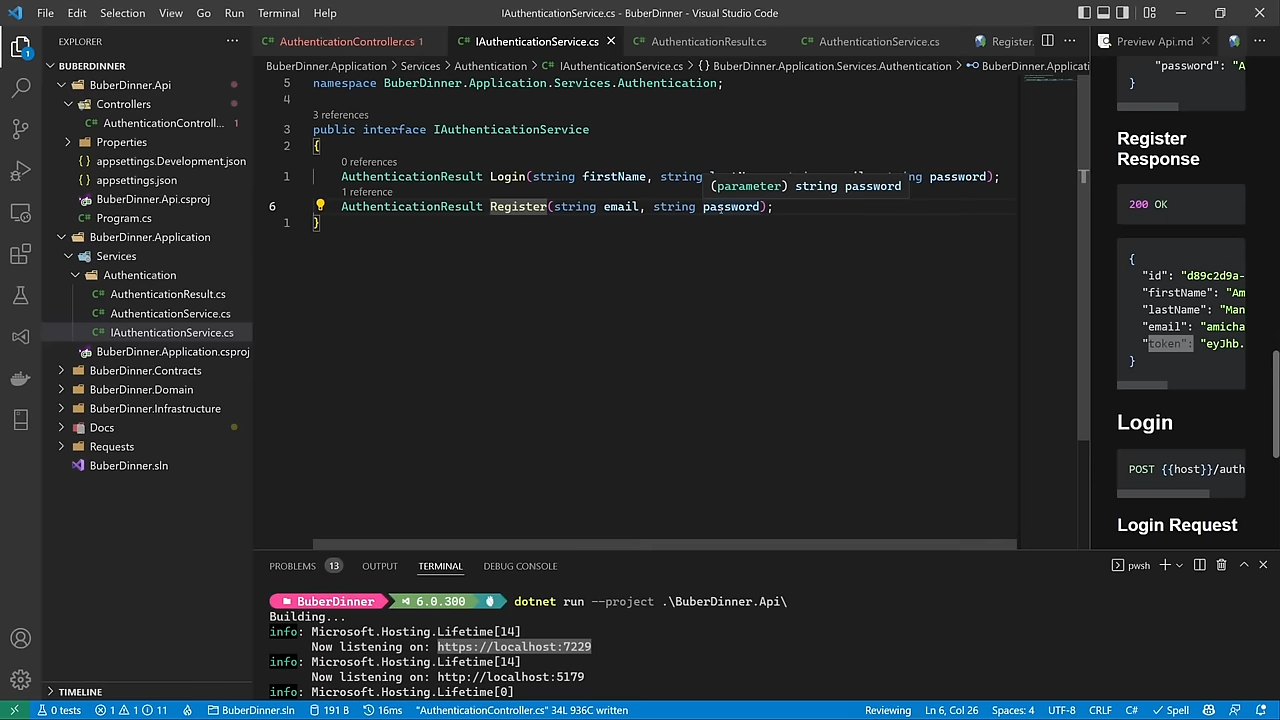 File Edit Selection View Go Run Terminal Help
IAuthenticationService.cs - BuberDinner - Visual Studio Code
EXPLORER
AuthenticationController.cs 1
IAuthenticationService.cs
AuthenticationResult.cs
AuthenticationService.cs
Register.
Preview Api.md
BuberDinner.Application > Services > Authentication > IAuthenticationService.cs > {} BuberDinner.Application.Services.Authentication > BuberDinner.Applicati
1
BUBERDINNER
BuberDinner.Api
Controllers
AuthenticationControll... 1
Properties
{} appsettings.Development.json
{} appsettings.json
BuberDinner.Api.csproj
Program.cs
BuberDinner.Application
Services
Authentication
AuthenticationResult.cs
AuthenticationService.cs
IAuthenticationService.cs
BuberDinner.Application.csproj
BuberDinner.Contracts
BuberDinner.Domain
BuberDinner.Infrastructure
Docs
Requests
BuberDinner.sln
TIMELINE
5 namespace BuberDinner.Application.Services.Authentication;
4
3 references
3 public interface IAuthenticationService
2 {
0 references
1 AuthenticationResult Login(string firstName, string password);
(parameter) string password
1 reference
6 AuthenticationResult Register(string email, string password);
1 }
"password": "A
}
Register
Response
200 OK
{
"id": "d89c2d9a-
"firstName": "Am
"lastName": "Man
"email": "amicha
"token": "eyJhb.
}
Login
POST {{host}}/auth
Login Request
PROBLEMS 13 OUTPUT TERMINAL DEBUG CONSOLE
pwsh
BuberDinner 6.0.300 dotnet run --project .\BuberDinner.Api\
Building...
info: Microsoft.Hosting.Lifetime[14]
Now listening on: https://localhost:7229
info: Microsoft.Hosting.Lifetime[14]
Now listening on: http://localhost:5179
info: Microsoft.Hosting.Lifetime[0]
0 tests 1 1 11 BuberDinner.sln 191 B 16ms "AuthenticationController.cs" 34L 936C written Reviewing Ln 6, Col 26 Spaces: 4 UTF-8 CRLF C# Spell